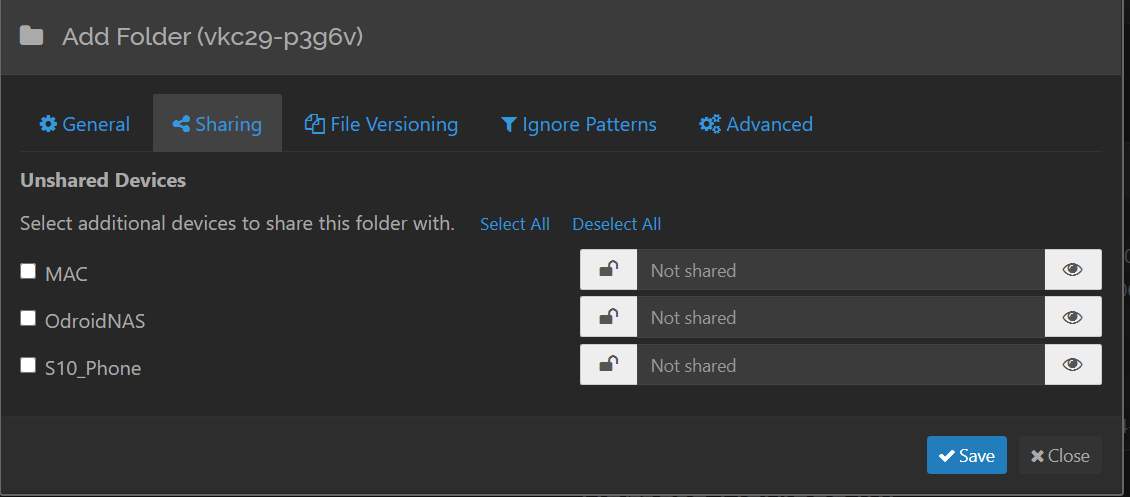 Add Folder (vkc29-p3g6v)
General Sharing File Versioning Ignore Patterns Advanced
Unshared Devices
Select additional devices to share this folder with. Select All Deselect All
MAC Not shared
OdroidNAS Not shared
S10_Phone Not shared
Save Close